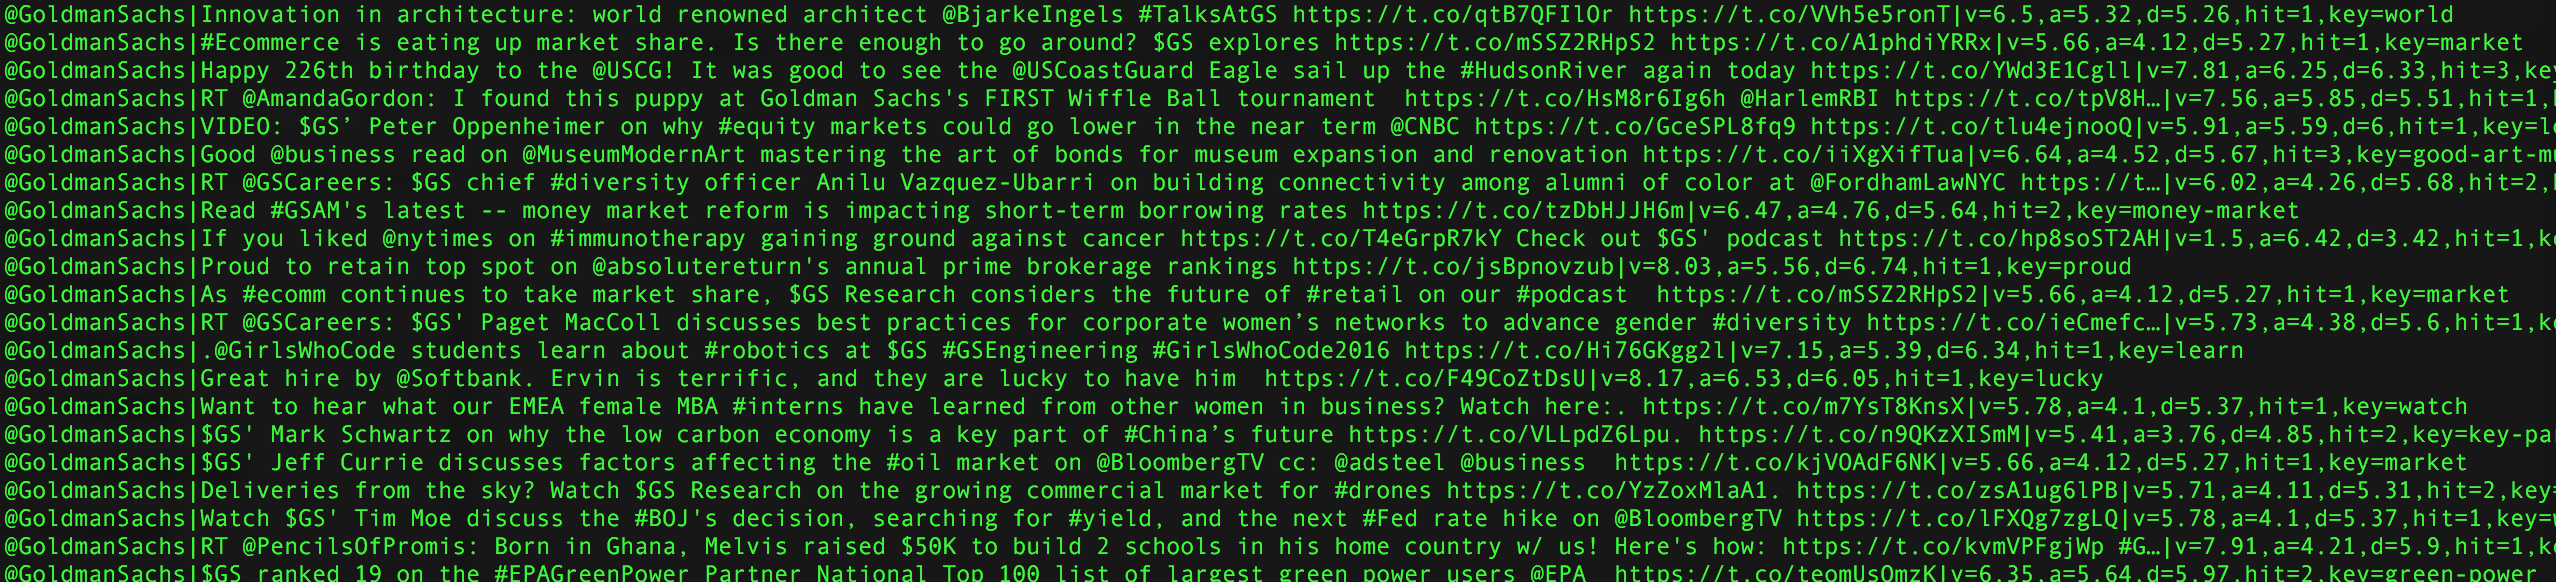 @GoldmanSachs|Innovation in architecture: world renowned architect @BjarkeIngels #TalksAtGS https://t.co/qtB7QFIlOr https://t.co/VVh5e5ronT|v=6.5,a=5.32,d=5.26,hit=1,key=world
@GoldmanSachs|#Ecommerce is eating up market share. Is there enough to go around? $GS explores https://t.co/mSSZ2RHpS2 https://t.co/A1phdiYRRx|v=5.66,a=4.12,d=5.27,hit=1,key=market
@GoldmanSachs|Happy 226th birthday to the @USCG! It was good to see the @USCoastGuard Eagle sail up the #HudsonRiver again today https://t.co/YWd3E1Cgll|v=7.81,a=6.25,d=6.33,hit=3,key
@GoldmanSachs|RT @AmandaGordon: I found this puppy at Goldman Sachs's FIRST Wiffle Ball tournament  https://t.co/HsM8r6Ig6h @HarlemRBI https://t.co/tpV8H…|v=7.56,a=5.85,d=5.51,hit=1,
@GoldmanSachs|VIDEO: $GS’ Peter Oppenheimer on why #equity markets could go lower in the near term @CNBC https://t.co/GceSPL8fq9 https://t.co/tlu4ejnooQ|v=5.91,a=5.59,d=6,hit=1,key=lo
@GoldmanSachs|Good @business read on @MuseumModernArt mastering the art of bonds for museum expansion and renovation https://t.co/iiXgXifTua|v=6.64,a=4.52,d=5.67,hit=3,key=good-art-mu
@GoldmanSachs|RT @GSCareers: $GS chief #diversity officer Anilu Vazquez-Ubarri on building connectivity among alumni of color at @FordhamLawNYC https://t…|v=6.02,a=4.26,d=5.68,hit=2,
@GoldmanSachs|Read #GSAM's latest -- money market reform is impacting short-term borrowing rates https://t.co/tzDbHJJH6m|v=6.47,a=4.76,d=5.64,hit=2,key=money-market
@GoldmanSachs|If you liked @nytimes on #immunotherapy gaining ground against cancer https://t.co/T4eGrpR7kY Check out $GS' podcast https://t.co/hp8soST2AH|v=1.5,a=6.42,d=3.42,hit=1,ke
@GoldmanSachs|Proud to retain top spot on @absolutereturn's annual prime brokerage rankings https://t.co/jsBpnovzub|v=8.03,a=5.56,d=6.74,hit=1,key=proud
@GoldmanSachs|As #ecomm continues to take market share, $GS Research considers the future of #retail on our #podcast  https://t.co/mSSZ2RHpS2|v=5.66,a=4.12,d=5.27,hit=1,key=market
@GoldmanSachs|RT @GSCareers: $GS' Paget MacColl discusses best practices for corporate women’s networks to advance gender #diversity https://t.co/ieCmefc…|v=5.73,a=4.38,d=5.6,hit=1,ke
@GoldmanSachs|.@GirlsWhoCode students learn about #robotics at $GS #GSEngineering #GirlsWhoCode2016 https://t.co/Hi76GKgg2l|v=7.15,a=5.39,d=6.34,hit=1,key=learn
@GoldmanSachs|Great hire by @Softbank. Ervin is terrific, and they are lucky to have him  https://t.co/F49CoZtDsU|v=8.17,a=6.53,d=6.05,hit=1,key=lucky
@GoldmanSachs|Want to hear what our EMEA female MBA #interns have learned from other women in business? Watch here:. https://t.co/m7YsT8KnsX|v=5.78,a=4.1,d=5.37,hit=1,key=watch
@GoldmanSachs|$GS' Mark Schwartz on why the low carbon economy is a key part of #China’s future https://t.co/VLLpdZ6Lpu. https://t.co/n9QKzXISmM|v=5.41,a=3.76,d=4.85,hit=2,key=key-pa
@GoldmanSachs|$GS' Jeff Currie discusses factors affecting the #oil market on @BloombergTV cc: @adsteel @business  https://t.co/kjVOAdF6NK|v=5.66,a=4.12,d=5.27,hit=1,key=market
@GoldmanSachs|Deliveries from the sky? Watch $GS Research on the growing commercial market for #drones https://t.co/YzZoxMlaA1. https://t.co/zsA1ug6lPB|v=5.71,a=4.11,d=5.31,hit=2,key=
@GoldmanSachs|Watch $GS' Tim Moe discuss the #BOJ's decision, searching for #yield, and the next #Fed rate hike on @BloombergTV https://t.co/lFXQg7zgLQ|v=5.78,a=4.1,d=5.37,hit=1,key=w
@GoldmanSachs|RT @PencilsOfPromis: Born in Ghana, Melvis raised $50K to build 2 schools in his home country w/ us! Here's how: https://t.co/kvmVPFgjWp #G…|v=7.91,a=4.21,d=5.9,hit=1,ke
@GoldmanSachs|$GS ranked 19 on the #EPAGreenPower Partner National Top 100 list of largest green power users @EPA  https://t.co/teomUsOmzK|v=6.35,a=5.64,d=5.97,hit=2,key=green-power